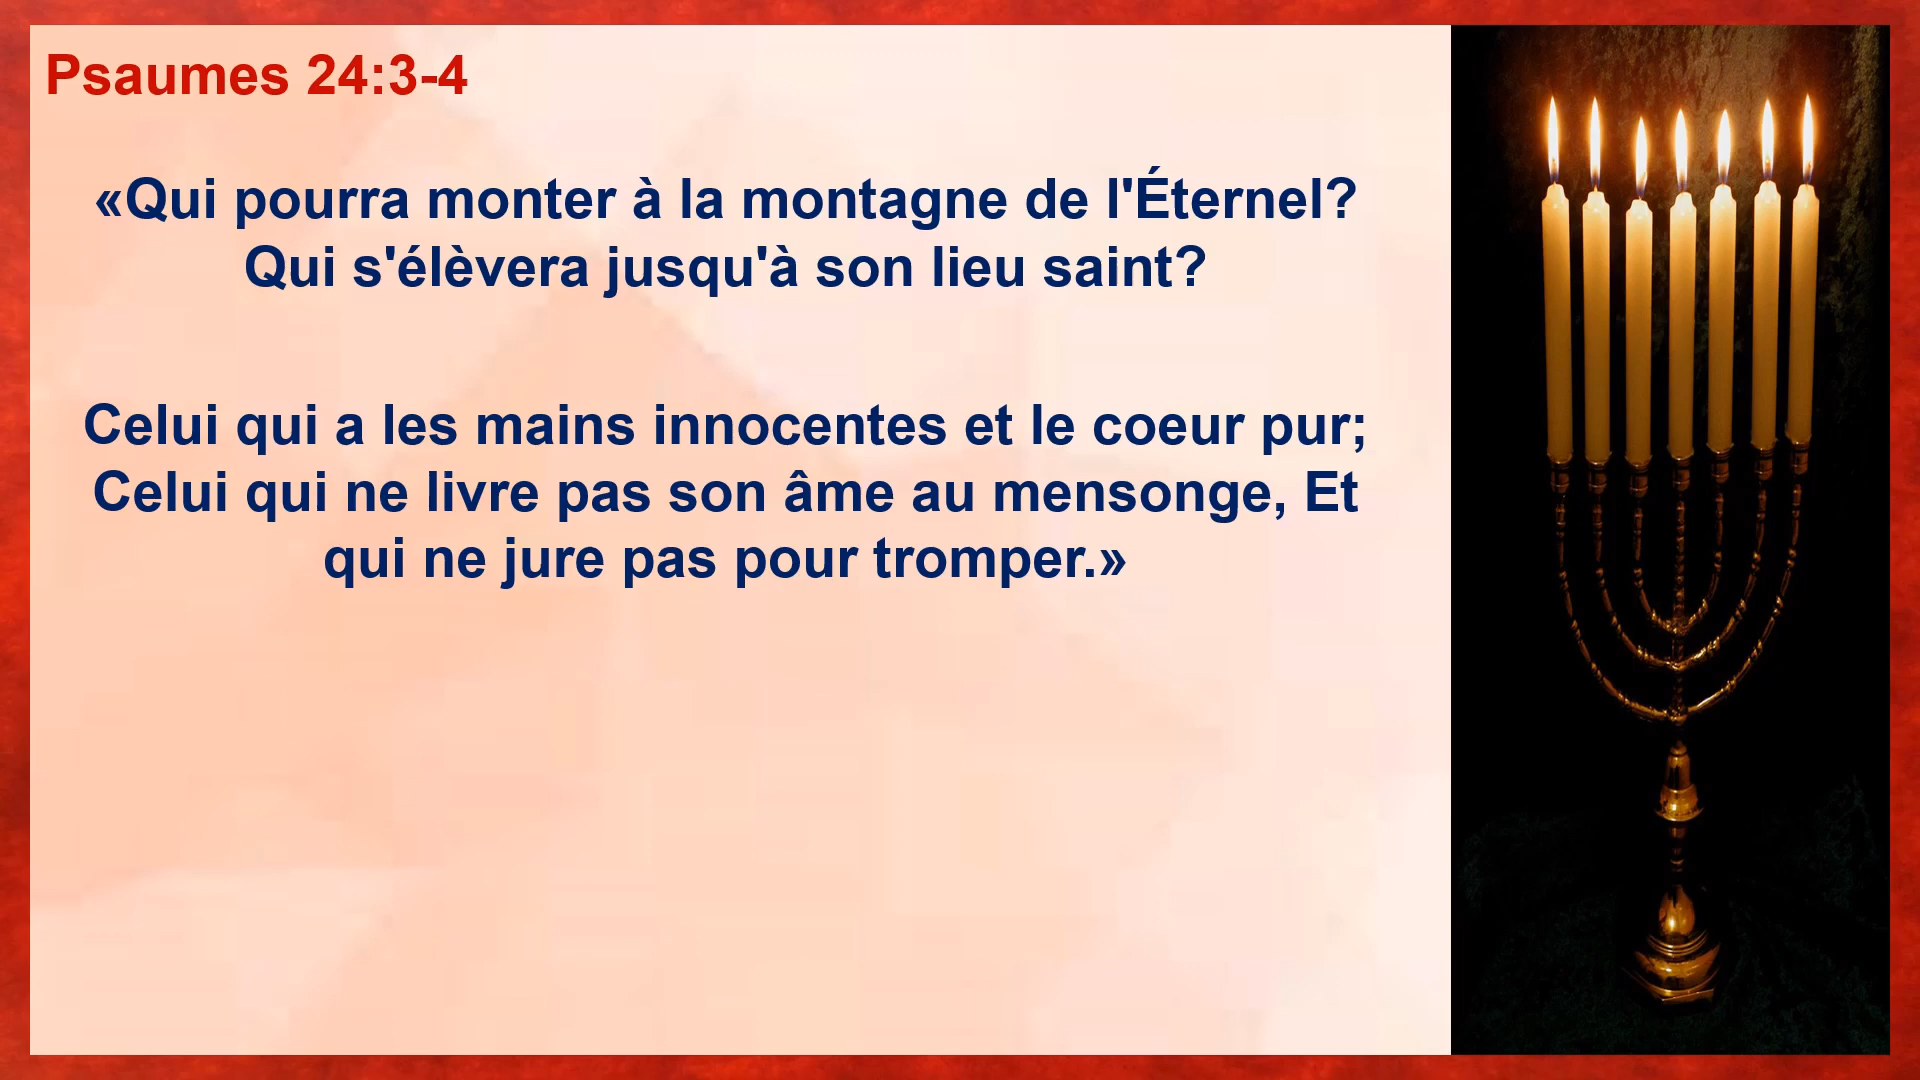 Psaumes 24:3-4
«Qui pourra monter à la montagne de l'Éternel?
Qui s'élèvera jusqu'à son lieu saint?
Celui qui a les mains innocentes et le coeur pur;
Celui qui ne livre pas son âme au mensonge, Et
qui ne jure pas pour tromper.»